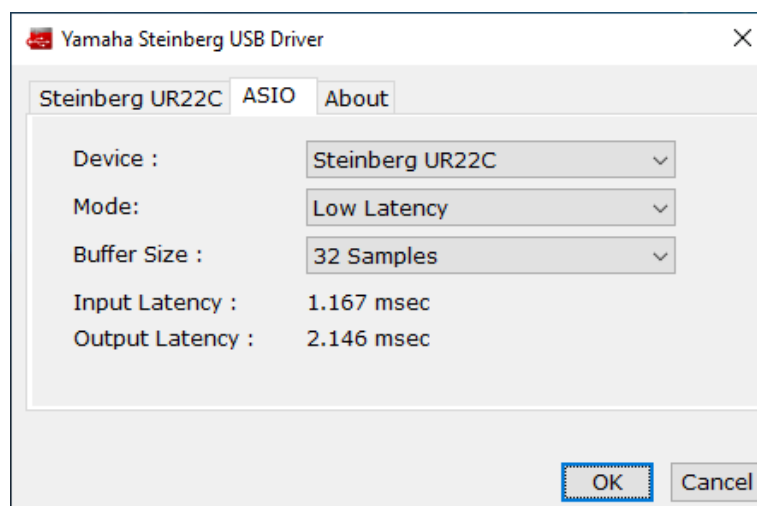 Yamaha Steinberg USB Driver
Steinberg UR22C ASIO About
Device : Steinberg UR22C
Mode: Low Latency
Buffer Size : 32 Samples
Input Latency : 1.167 msec
Output Latency : 2.146 msec
OK Cancel